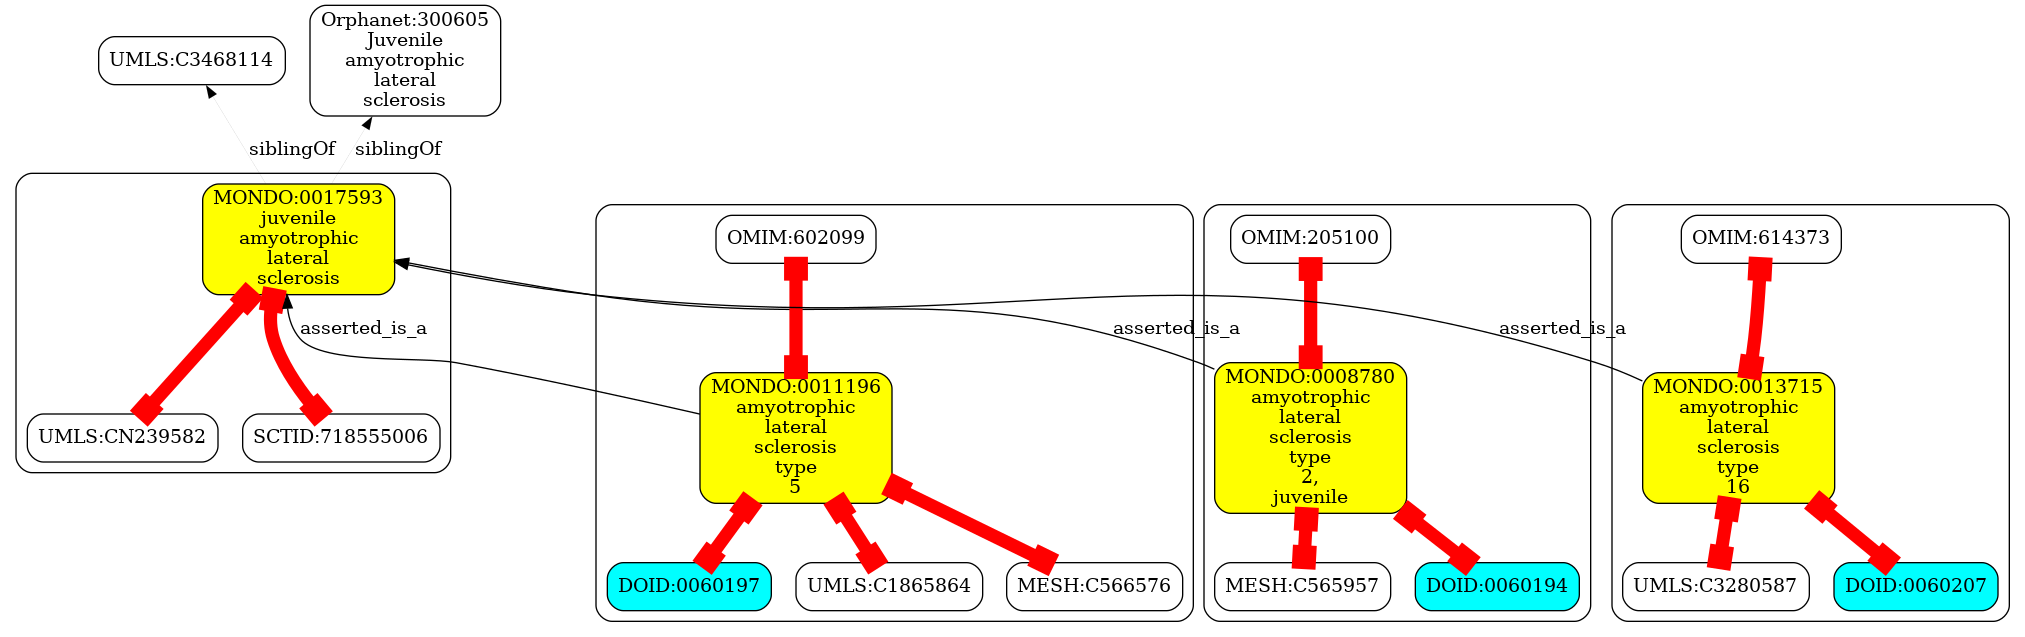 UMLS:C3468114
Orphanet:300605
Juvenile
amyotrophic
lateral
sclerosis
siblingOf
siblingOf
MONDO:0017593
juvenile
amyotrophic
lateral
sclerosis
UMLS:CN239582
SCTID:718555006
asserted_is_a
OMIM:602099
MONDO:0011196
amyotrophic
lateral
sclerosis
type
5
DOID:0060197
UMLS:C1865864
MESH:C566576
asserted_is_a
OMIM:205100
MONDO:0008780
amyotrophic
lateral
sclerosis
type
2,
juvenile
MESH:C565957
DOID:0060194
asserted_is_a
OMIM:614373
MONDO:0013715
amyotrophic
lateral
sclerosis
type
16
UMLS:C3280587
DOID:0060207